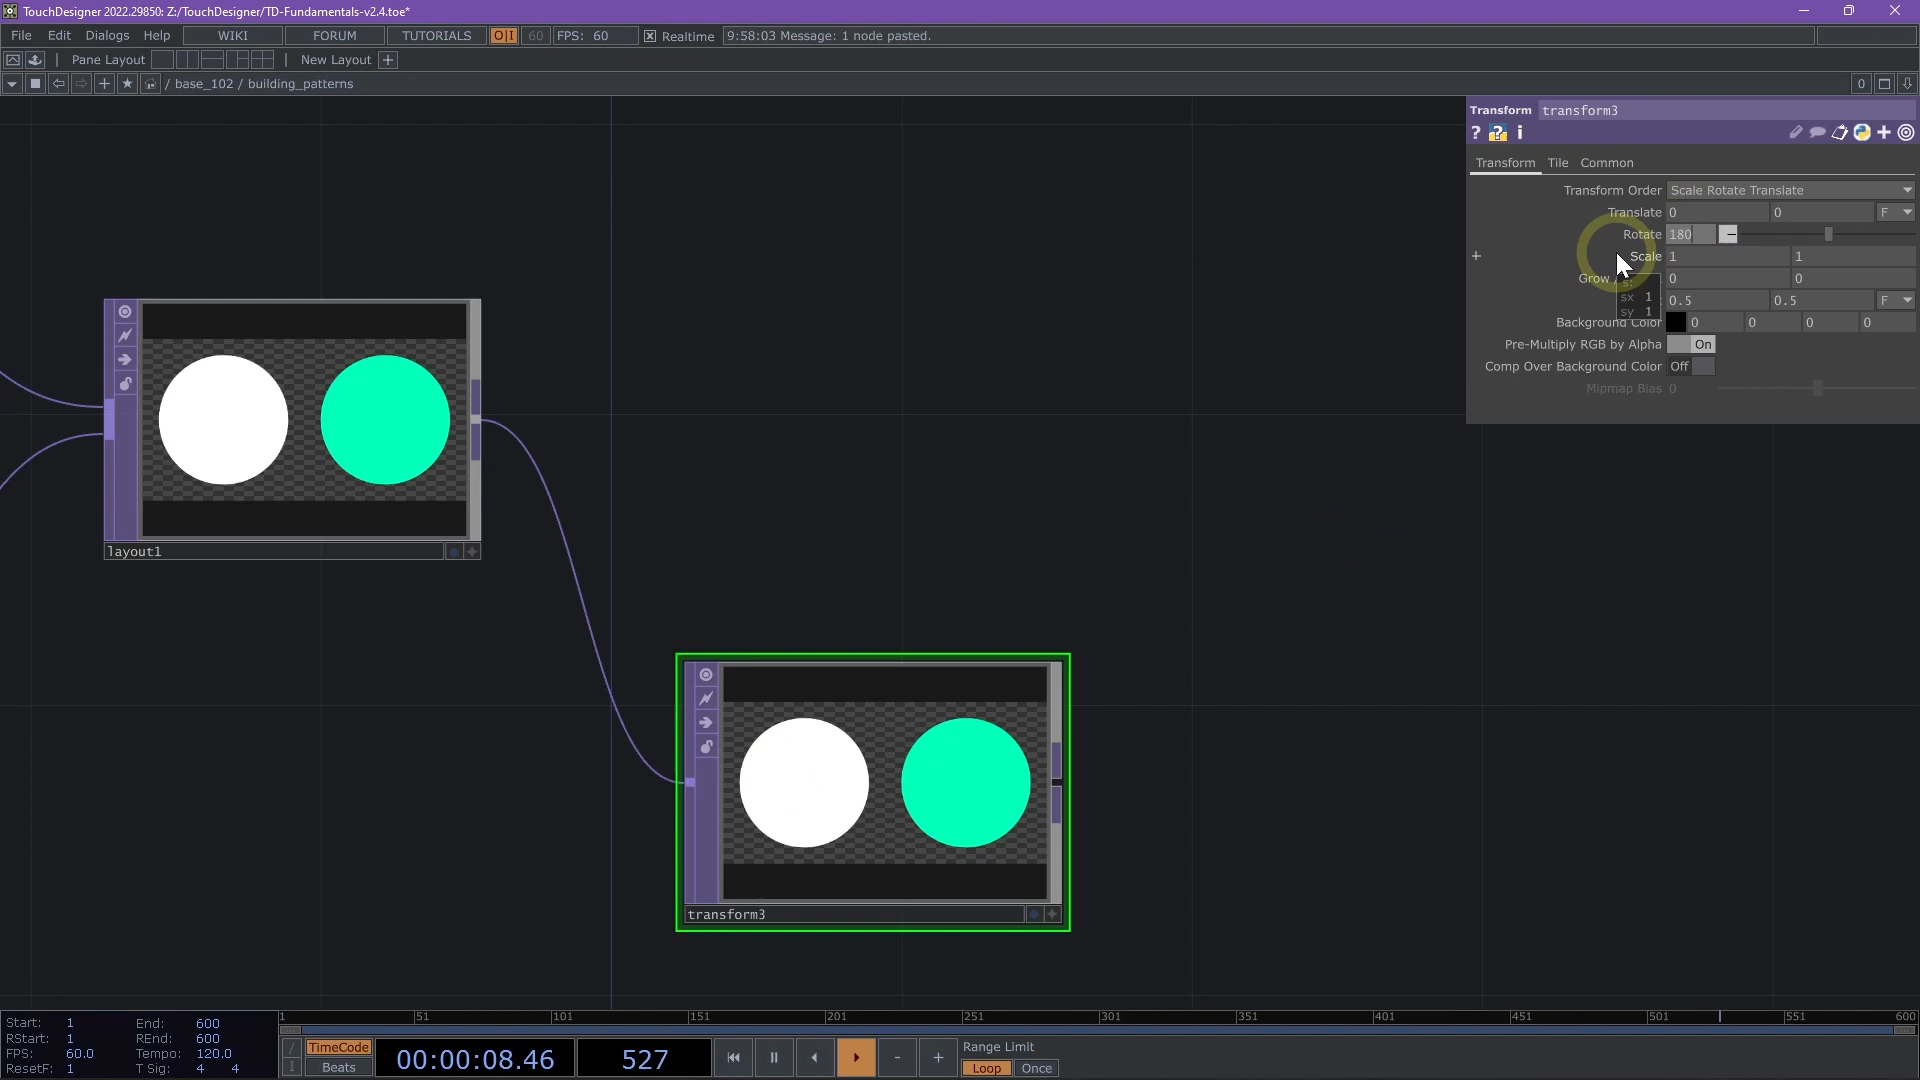 TouchDesigner 2022.29850: Z:/TouchDesigner/TD-Fundamentals-v2.4.toe*
File Edit Dialogs Help WIKI FORUM TUTORIALS O|I 60 FPS: 60 Realtime 9:58:03 Message: 1 node pasted.
Pane Layout | New Layout +
/ base_102 / building_patterns 0
Transform transform3
? ? i
Transform Tile Common
Transform Order Scale Rotate Translate
Translate 0 0 F
Rotate 180
+ Scale 1 1
Grow / 0 0
s:
sx 1
sy 1
0.5 0.5 F
Background Color 0 0 0 0
Pre-Multiply RGB by Alpha On
Comp Over Background Color Off
Mipmap Bias 0
layout1
transform3
1 51 101 151 201 251 301 351 401 451 501 551 600
Start: 1 End: 600
RStart: 1 REnd: 600
FPS: 60.0 Tempo: 120.0
ResetF: 1 T Sig: 4 4
/ I
TimeCode
Beats
00:00:08.46 527 - +
Range Limit
Loop Once